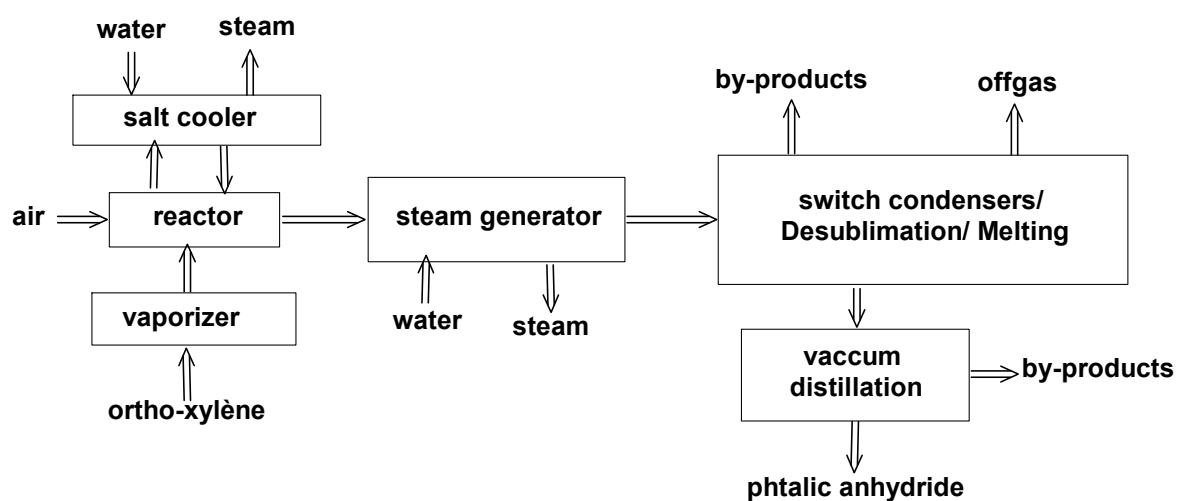 water
steam
by-products
offgas
salt cooler
air
reactor
steam generator
switch condensers/
Desublimation/ Melting
vaporizer
water
steam
ortho-xylène
vaccum
distillation
by-products
phtalic anhydride